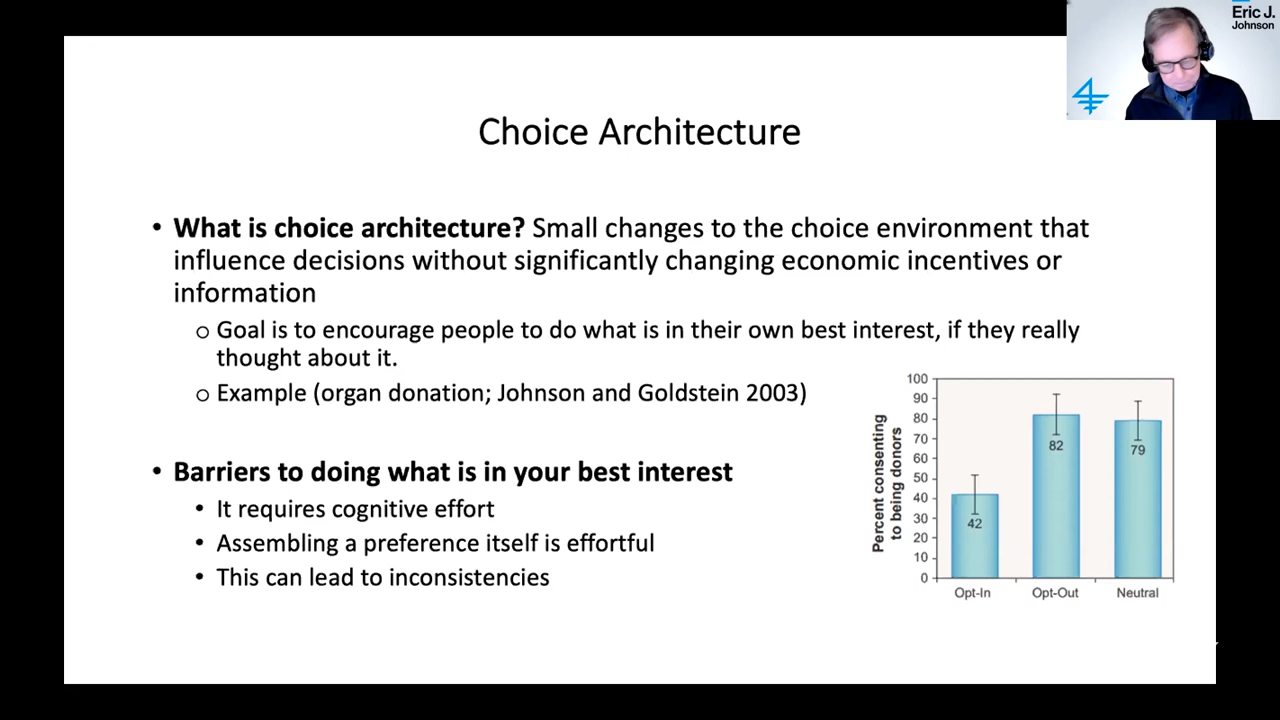 Eric J.
Johnson
Choice Architecture
• What is choice architecture? Small changes to the choice environment that
influence decisions without significantly changing economic incentives or
information
o Goal is to encourage people to do what is in their own best interest, if they really
thought about it.
o Example (organ donation; Johnson and Goldstein 2003)
• Barriers to doing what is in your best interest
• It requires cognitive effort
• Assembling a preference itself is effortful
• This can lead to inconsistencies
Percent consenting
to being donors
100
90
80
70
60
50
40
30
20
10
0
42
82
79
Opt-In
Opt-Out
Neutral